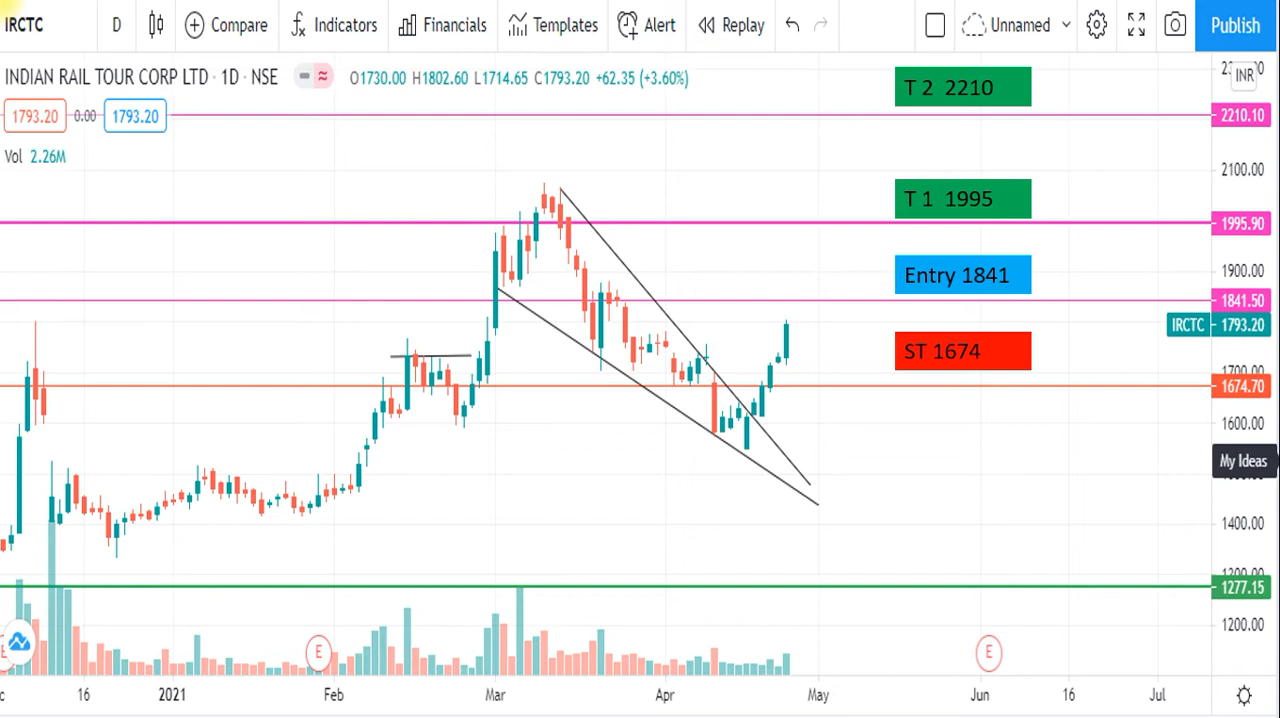 IRCTC D Compare Indicators Financials Templates Alert Replay Unnamed Publish
INDIAN RAIL TOUR CORP LTD · 1D · NSE O1730.00 H1802.60 L1714.65 C1793.20 +62.35 (+3.60%)
INR
T 2 2210
1793.20 0.00 1793.20
2210.10
Vol 2.26M
2100.00
T 1 1995
1995.90
1900.00
Entry 1841
1841.50
IRCTC 1793.20
ST 1674
1700.00
1674.70
1600.00
My Ideas
1400.00
1277.15
1200.00
E E E
16 2021 Feb Mar Apr May Jun 16 Jul